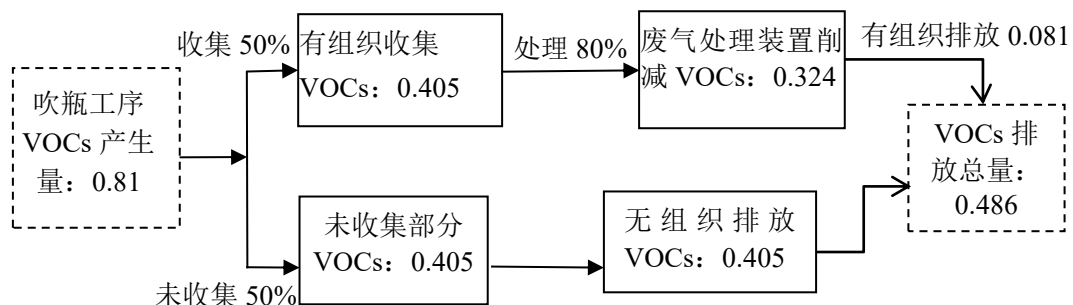 吹瓶工序
VOCs 产生
量：0.81
收集 50%
有组织收集
VOCs：0.405
处理 80%
废气处理装置削
减 VOCs：0.324
有组织排放 0.081
未收集 50%
未收集部分
VOCs：0.405
无组织排放
VOCs：0.405
VOCs 排
放总量：
0.486